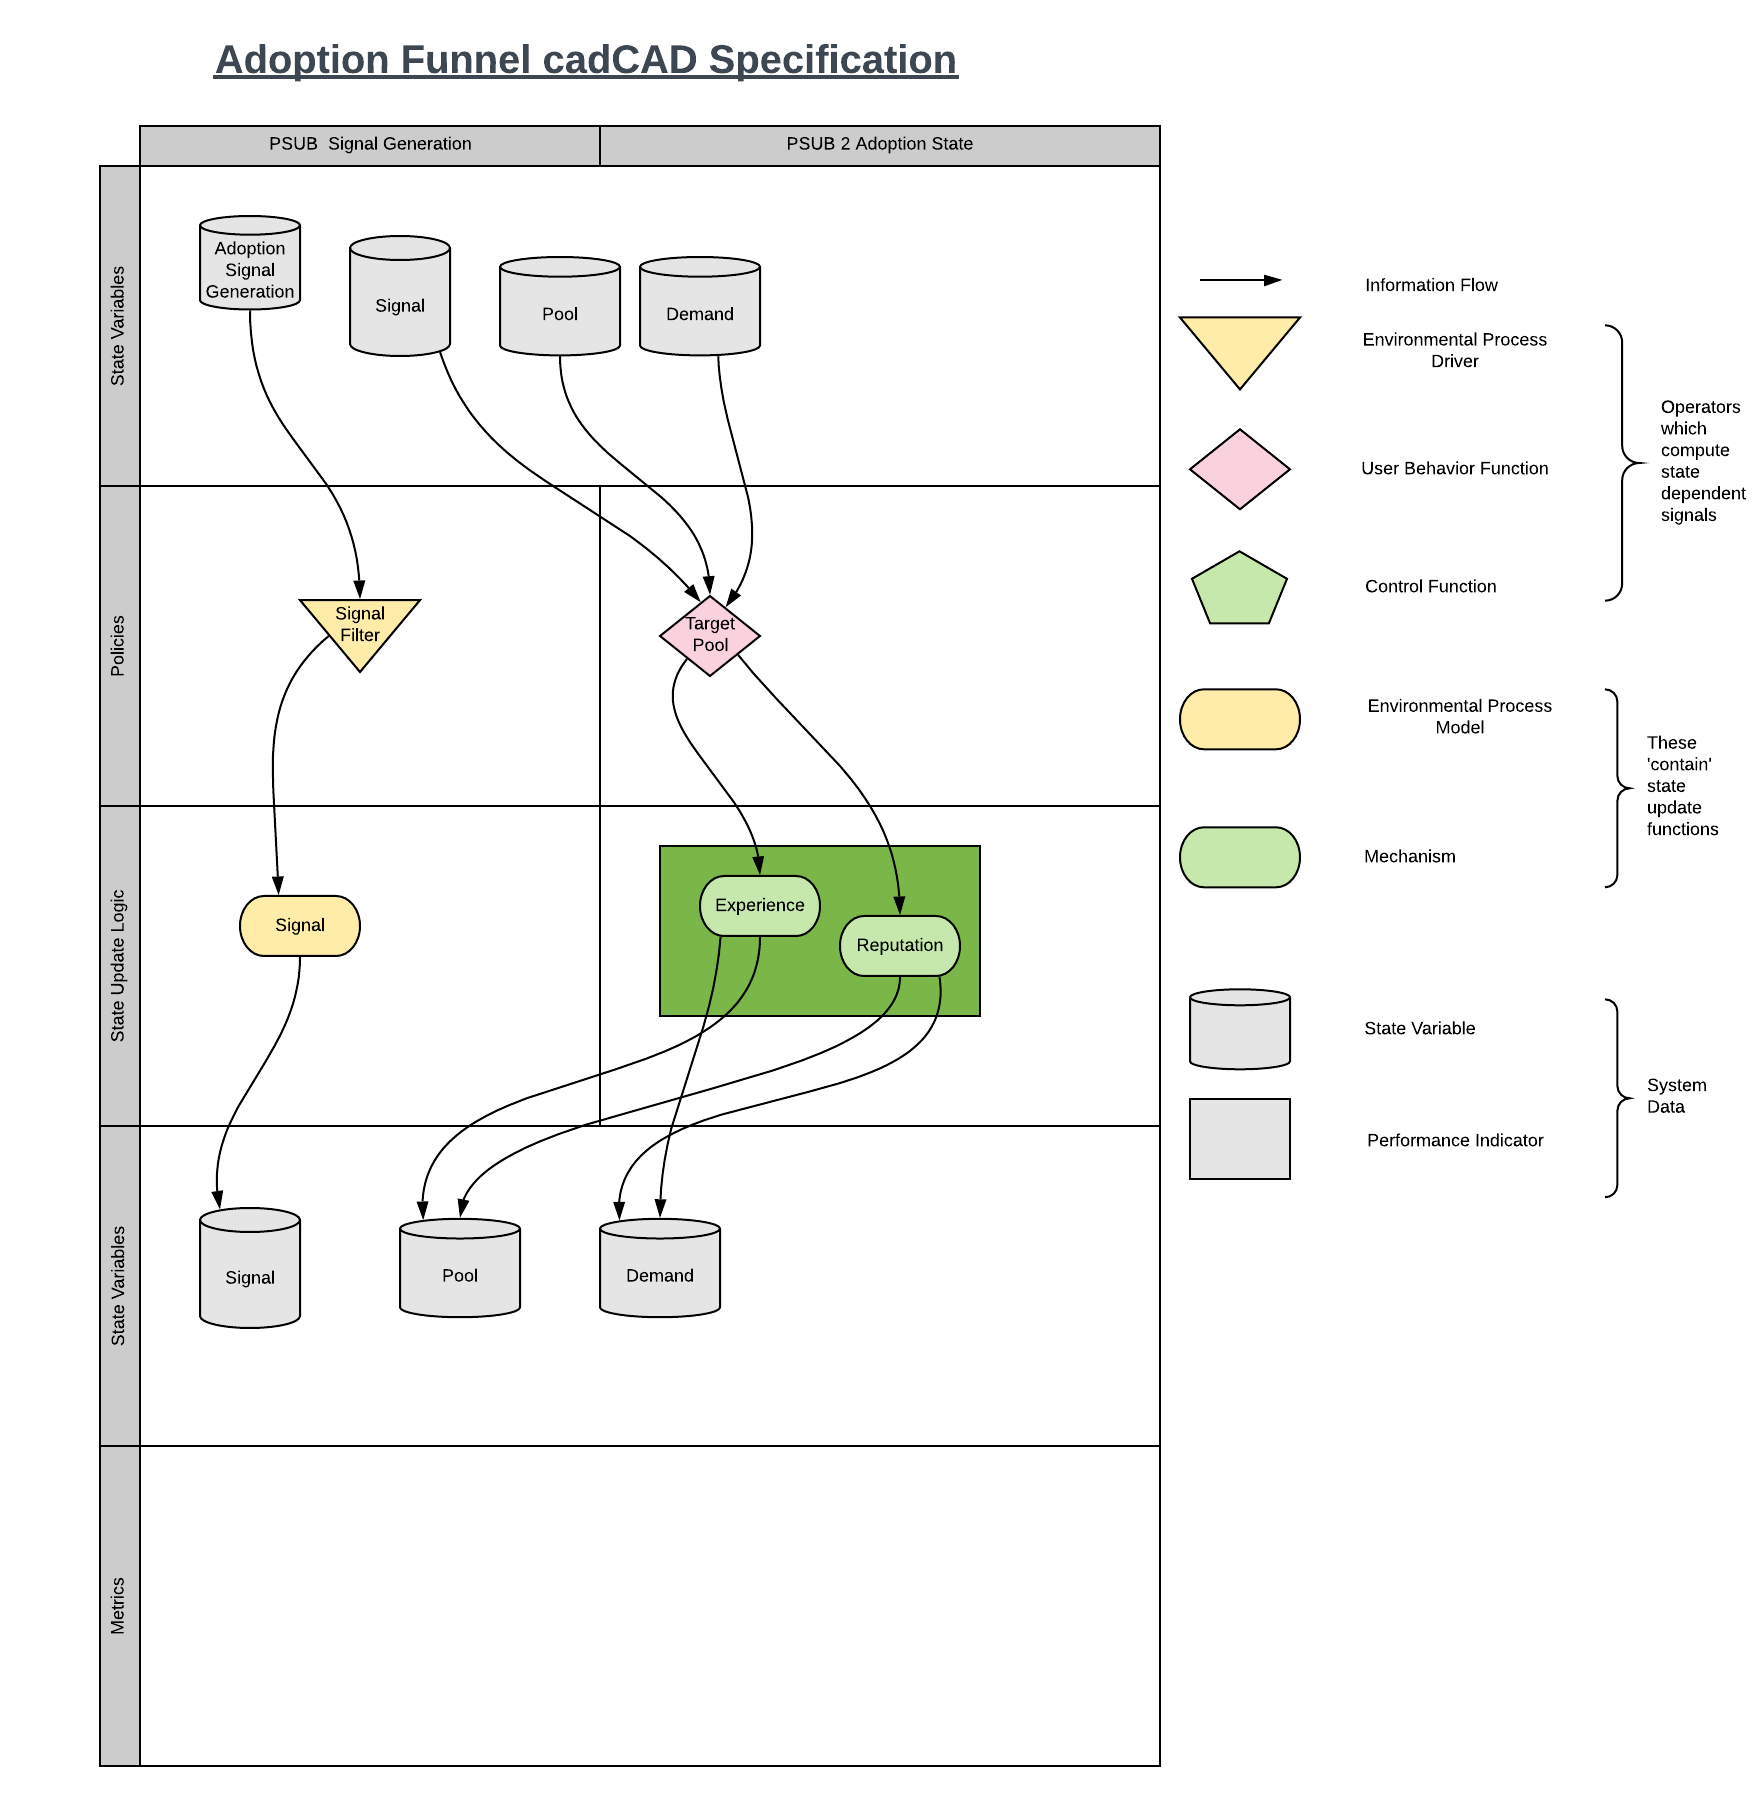 Adoption Funnel cadCAD Specification
PSUB  Signal Generation
PSUB 2 Adoption State
State Variables
Adoption
Signal
Generation
Signal
Pool
Demand
Policies
Signal
Filter
Target
Pool
State Update Logic
Signal
Experience
Reputation
State Variables
Signal
Pool
Demand
Metrics
Information Flow
Environmental Process
Driver
User Behavior Function
Control Function
Operators
which
compute
state
dependent
signals
Environmental Process
Model
Mechanism
These
'contain'
state
update
functions
State Variable
Performance Indicator
System
Data